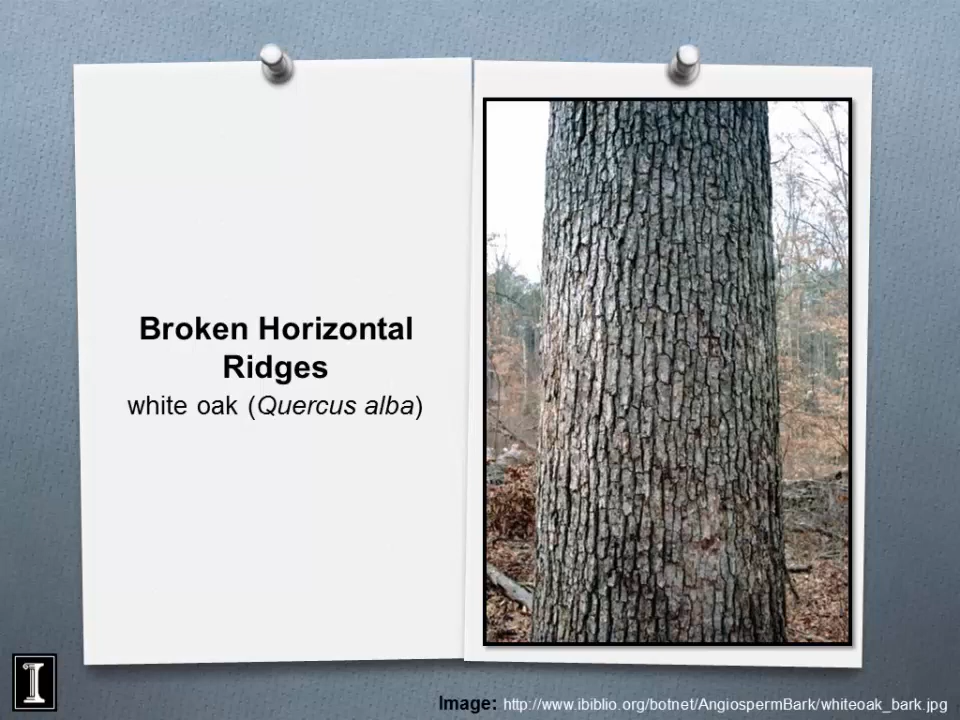 Broken Horizontal
Ridges
white oak (Quercus alba)
I
Image: http://www.ibiblio.org/botnet/AngiospermBark/whiteoak_bark.jpg